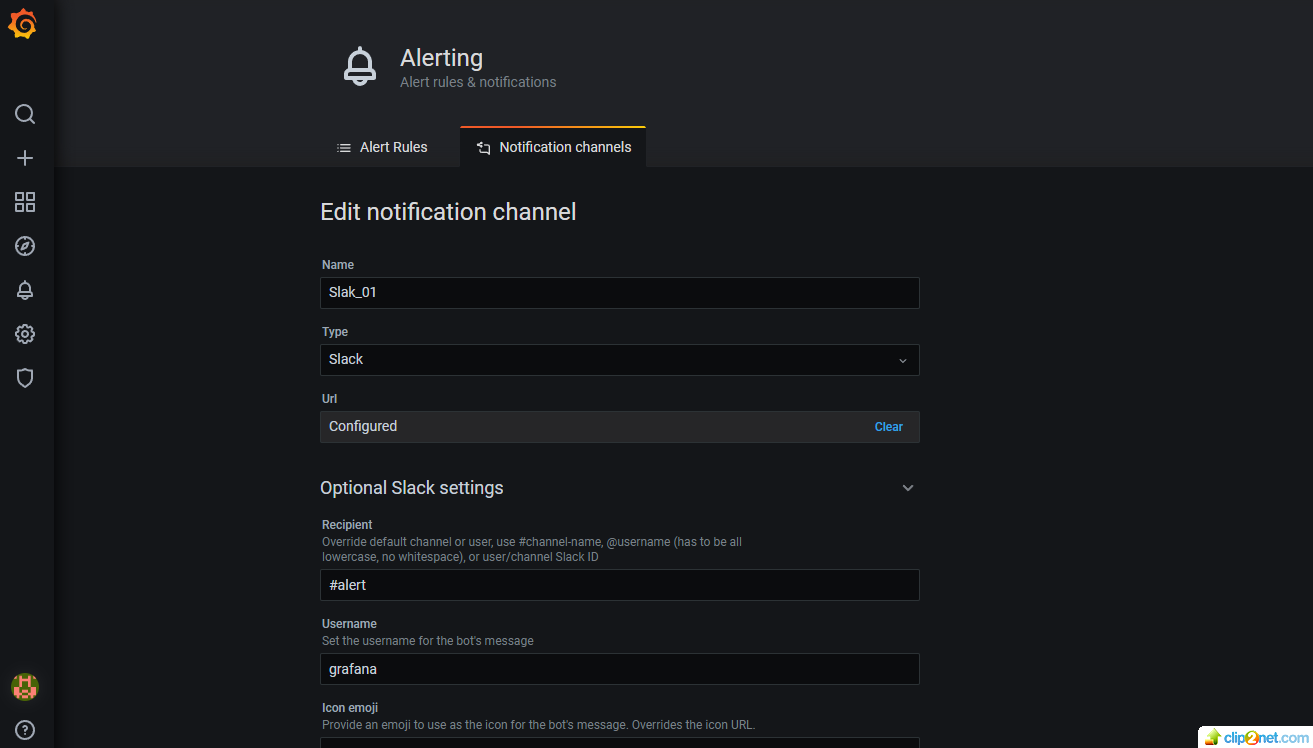 Alerting
Alert rules & notifications
Alert Rules
Notification channels
Edit notification channel
Name
Slak_01
Type
Slack
Url
Configured
Clear
Optional Slack settings
Recipient
Override default channel or user, use #channel-name, @username (has to be all
lowercase, no whitespace), or user/channel Slack ID
#alert
Username
Set the username for the bot's message
grafana
Icon emoji
Provide an emoji to use as the icon for the bot's message. Overrides the icon URL.
clip2net.com